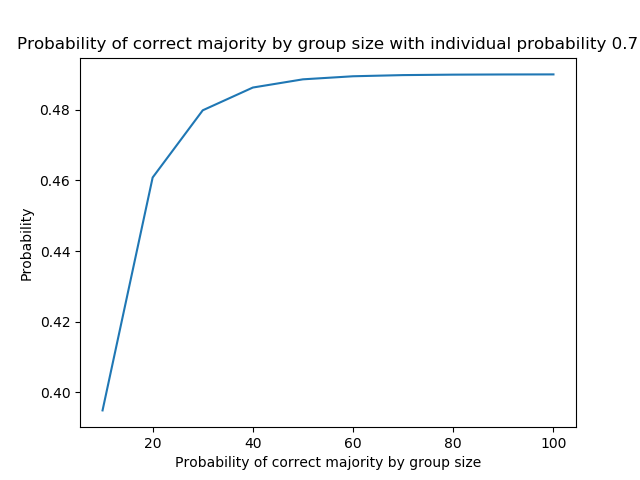 Probability of correct majority by group size with individual probability 0.7
0.48
0.46
0.44
0.42
0.40
Probability
20 40 60 80 100
Probability of correct majority by group size